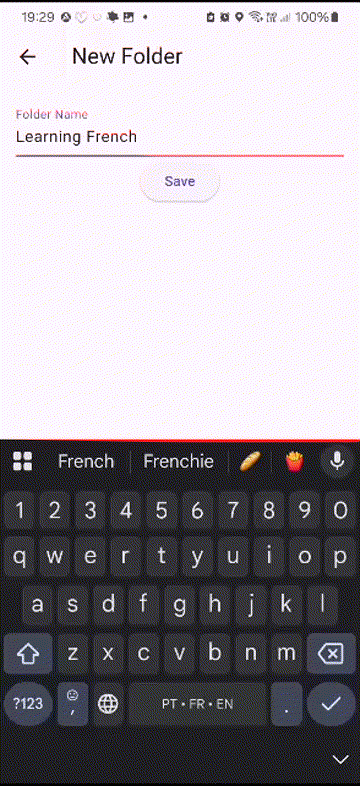 19:29 100%
New Folder
Folder Name
Learning French
Save
French Frenchie
1 2 3 4 5 6 7 8 9 0
q w e r t y u i o p
a s d f g h j k l
z x c v b n m
?123 , PT • FR • EN .